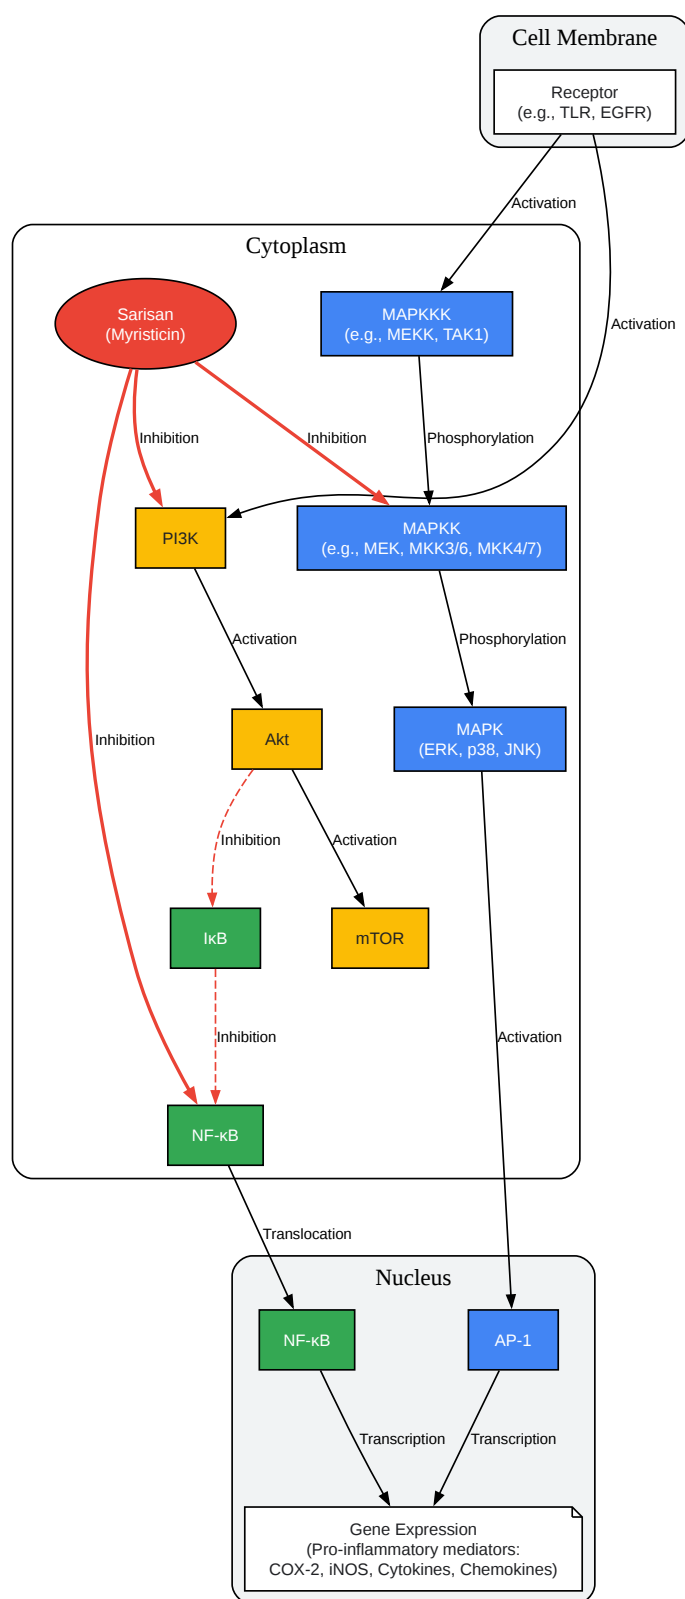 Cell Membrane
Receptor
(e.g., TLR, EGFR)
Activation
Cytoplasm
Sarisan
(Myristicin)
MAPKKK
(e.g., MEKK, TAK1)
Activation
Inhibition
Inhibition
Phosphorylation
PI3K
MAPKK
(e.g., MEK, MKK3/6, MKK4/7)
Activation
Phosphorylation
Inhibition
Akt
MAPK
(ERK, p38, JNK)
Inhibition
Activation
IκB
mTOR
Inhibition
Activation
NF-κB
Translocation
Nucleus
NF-κB
AP-1
Transcription
Transcription
Gene Expression
(Pro-inflammatory mediators:
COX-2, iNOS, Cytokines, Chemokines)